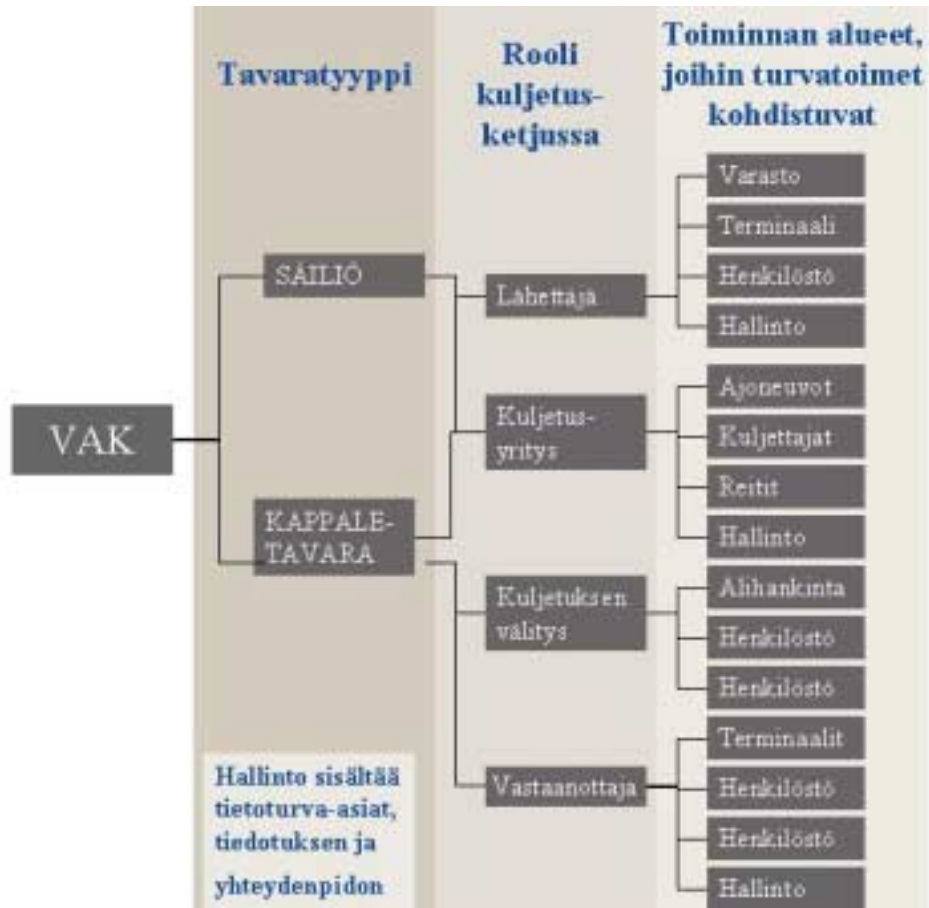 Tavaratyyppi
Rooli
kuljetus-
ketjussa
Toiminnan alueet,
joihin turvatoimet
kohdistuvat
VAK
SÄILIÖ
KAPPALE-
TAVARA
Lähettäjä
Kuljetus-
yritys
Kuljetuksen
välitys
Vastaanottaja
Varasto
Terminaali
Henkilöstö
Hallinto
Ajoneuvot
Kuljettajat
Reitit
Hallinto
Alihankinta
Henkilöstö
Henkilöstö
Terminaalit
Henkilöstö
Henkilöstö
Hallinto
Hallinto sisältää
tietoturva-asiat,
tiedotuksen ja
yhteydenpidon